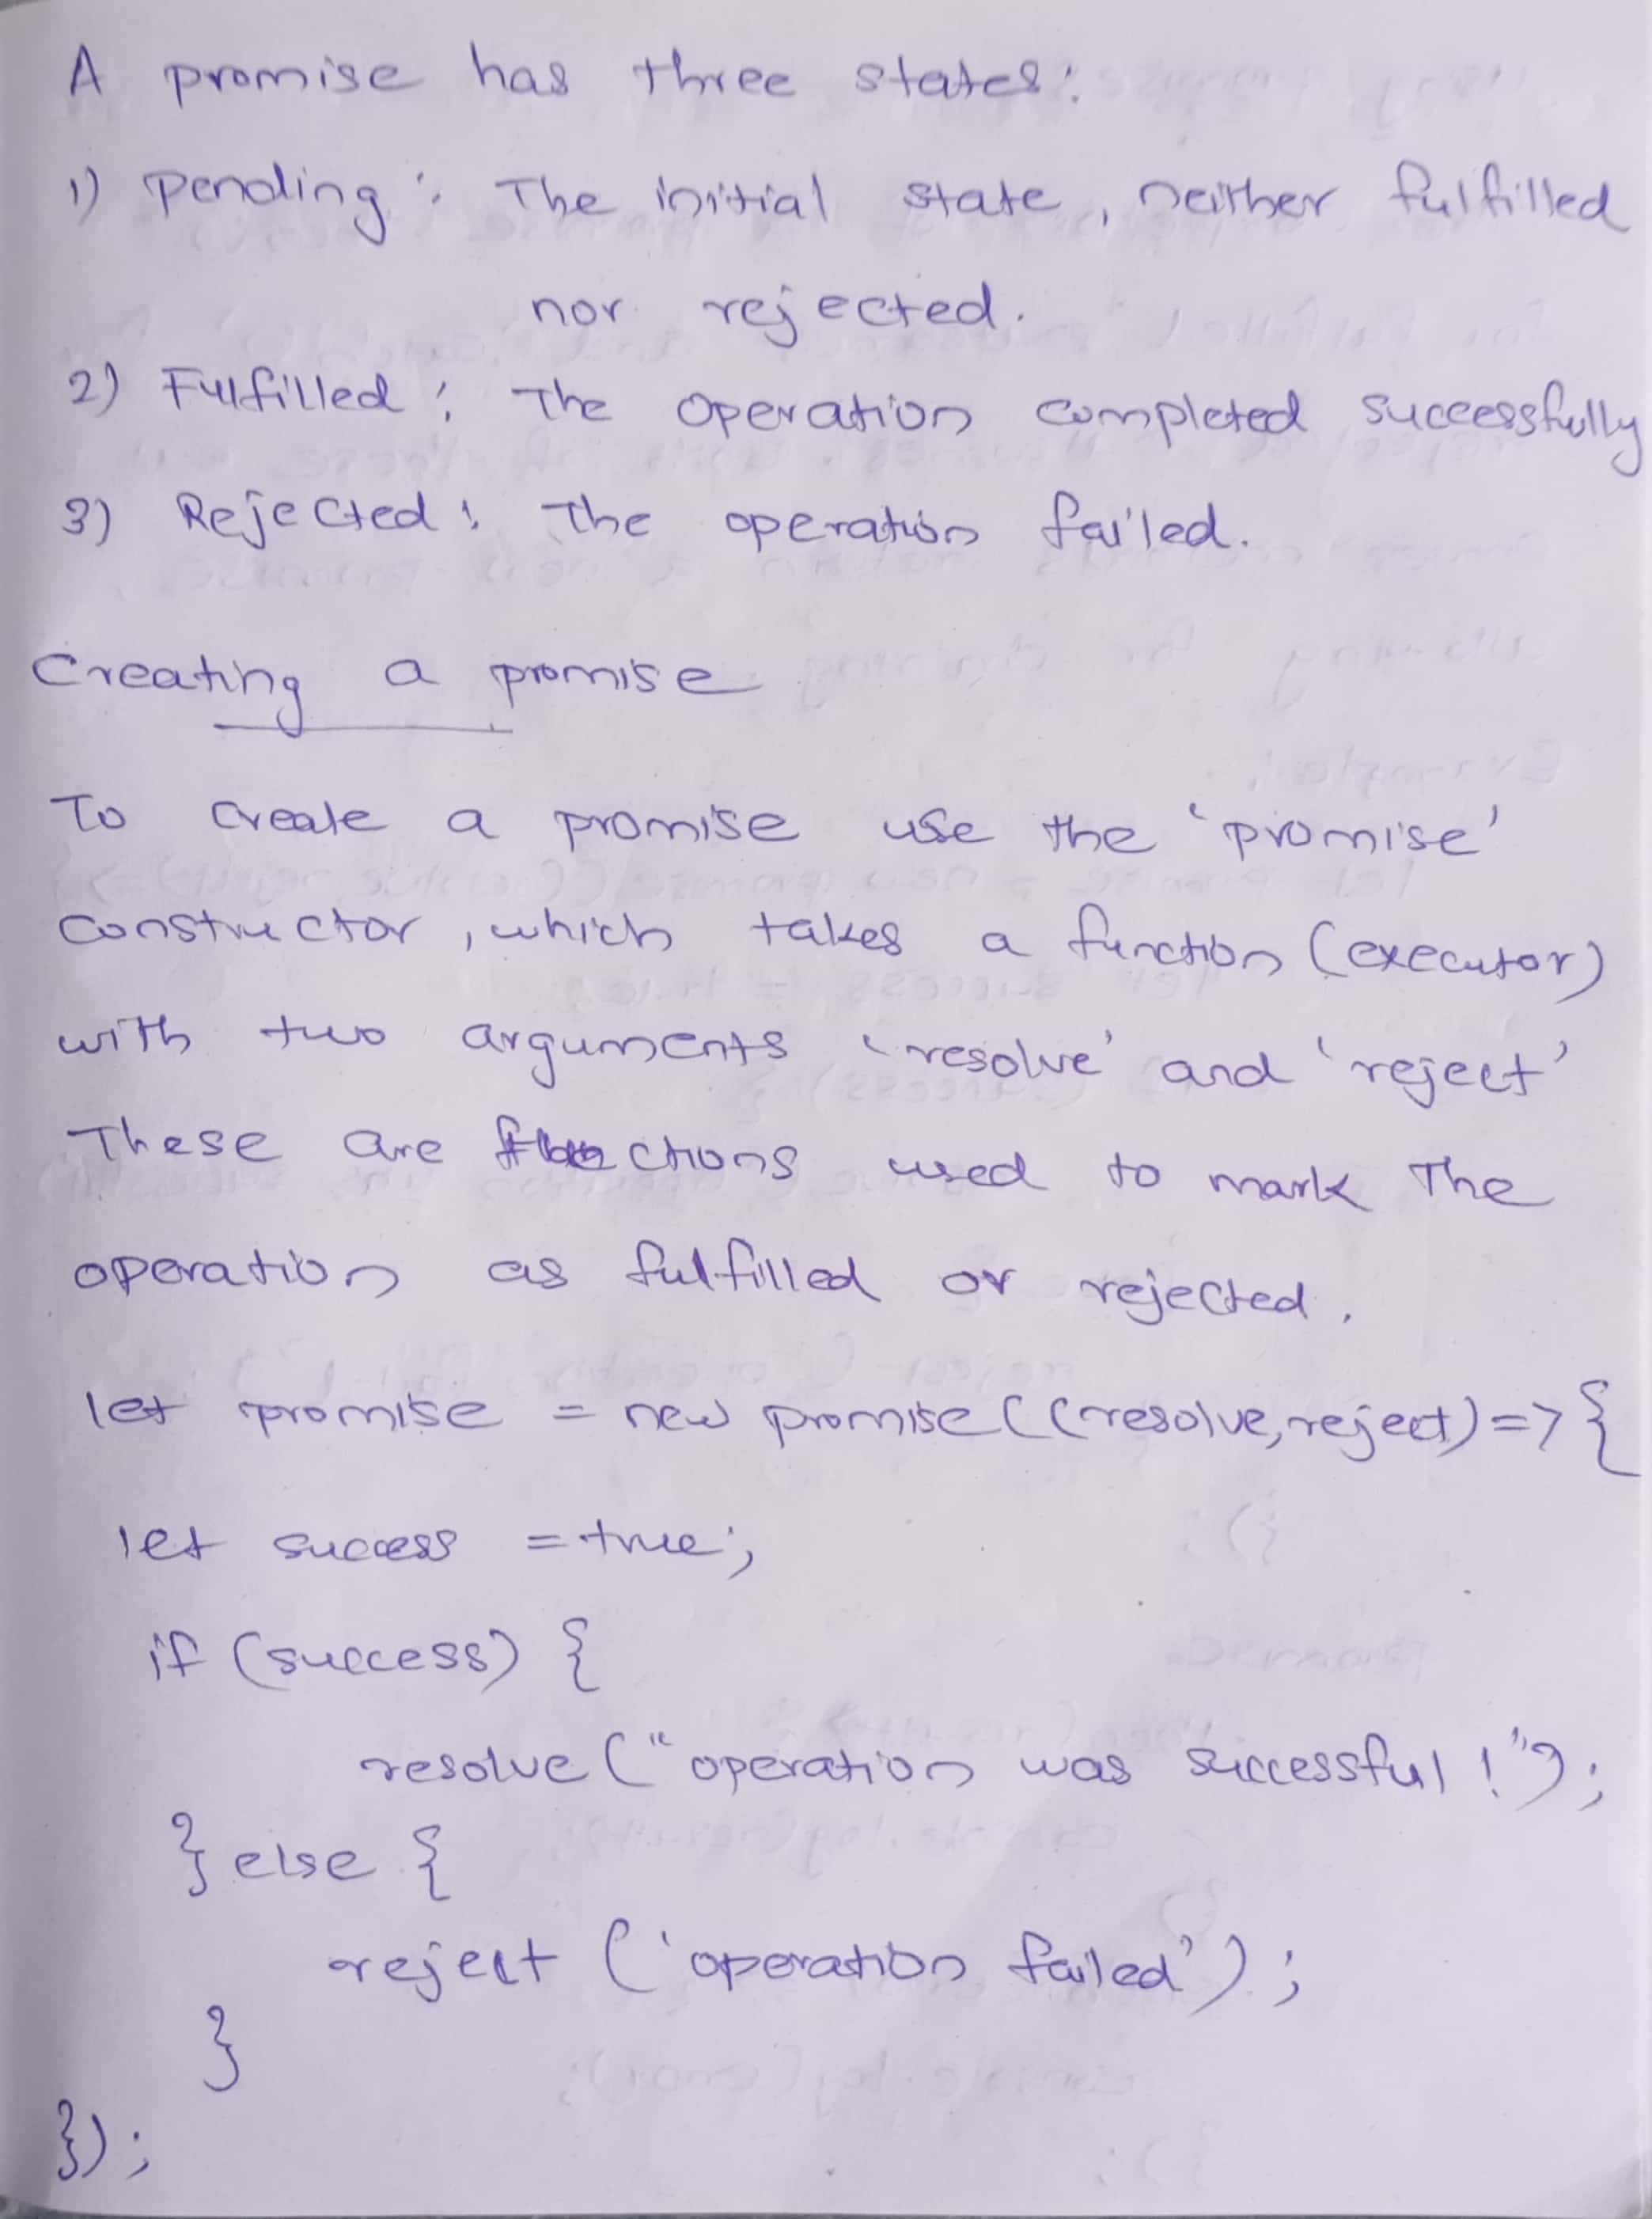 A promise has three states:
1) Pending: The initial state, neither fulfilled
nor rejected.
2) Fulfilled: The operation completed successfully
3) Rejected: The operation failed.
Creating a promise
To create a promise use the 'promise'
constructor, which takes a function (executor)
with two arguments 'resolve' and 'reject'
These are functions used to mark The
operation as fulfilled or rejected.
let promise = new promise((resolve,reject)=>{
let success =true;
if (success) {
resolve("operation was successful!");
}else {
reject ('operation failed');
}
});